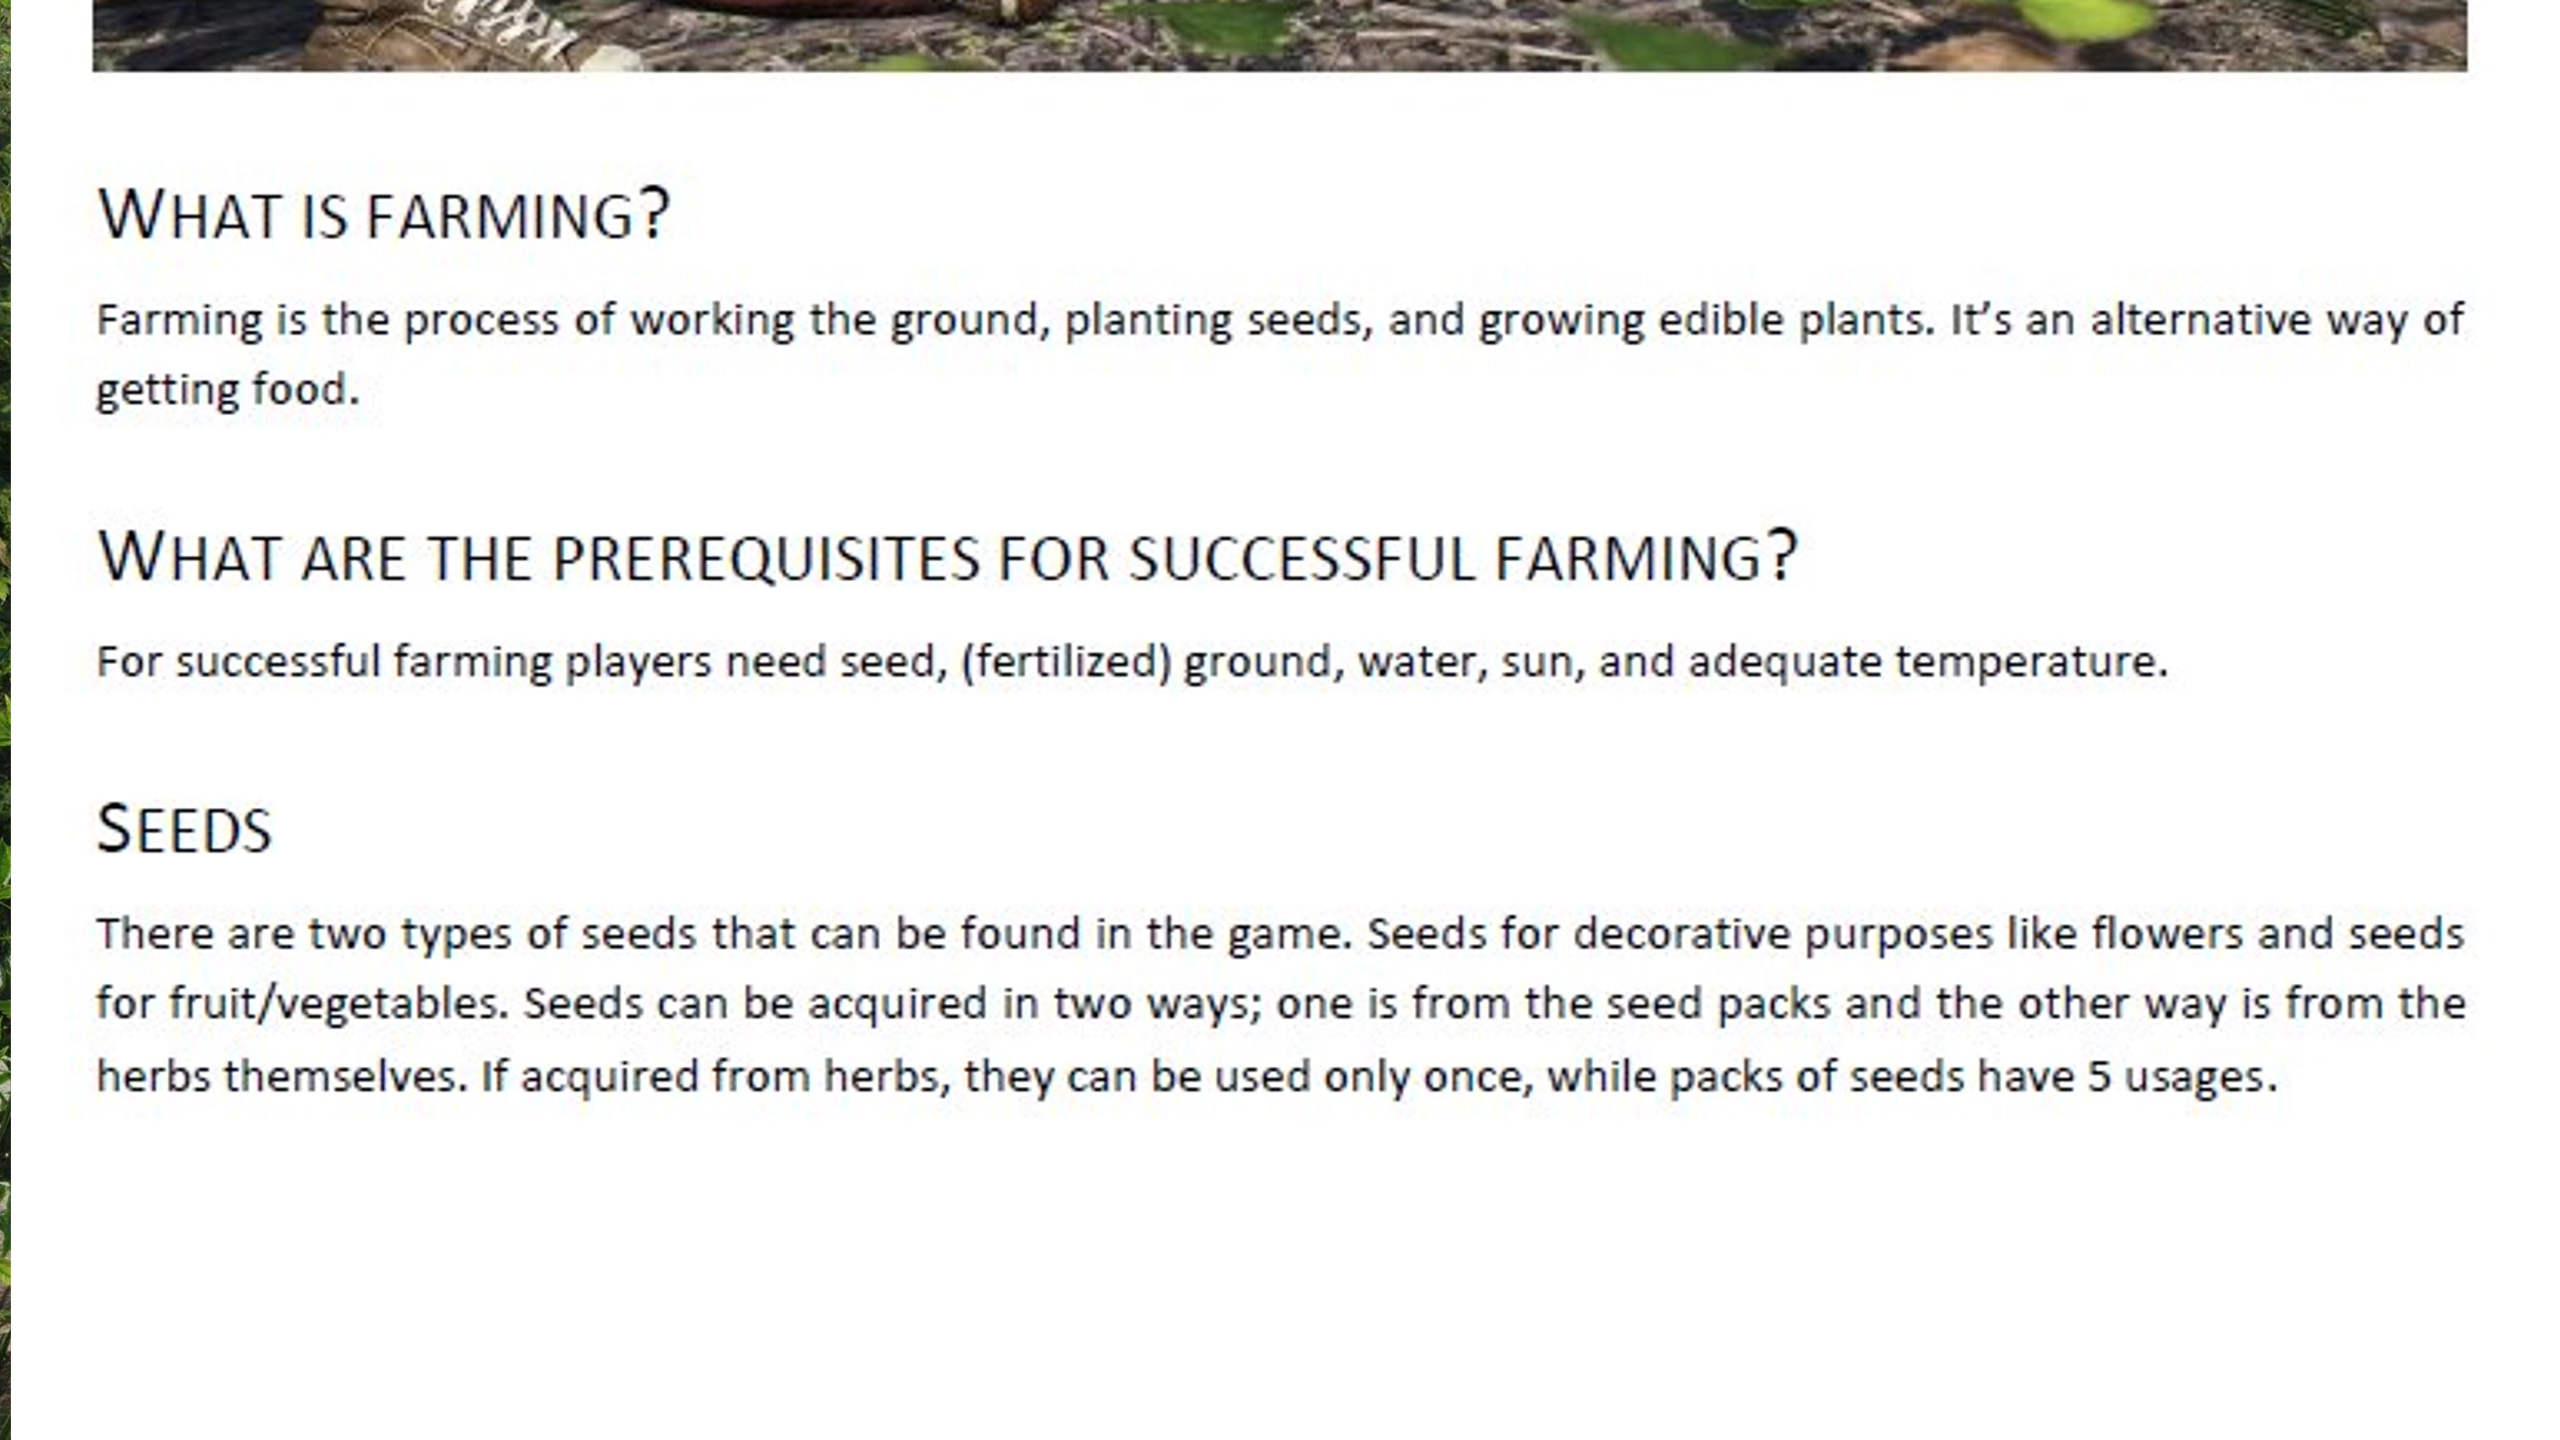 WHAT IS FARMING?
Farming is the process of working the ground, planting seeds, and growing edible plants. It’s an alternative way of
getting food.
WHAT ARE THE PREREQUISITES FOR SUCCESSFUL FARMING?
For successful farming players need seed, (fertilized) ground, water, sun, and adequate temperature.
SEEDS
There are two types of seeds that can be found in the game. Seeds for decorative purposes like flowers and seeds
for fruit/vegetables. Seeds can be acquired in two ways; one is from the seed packs and the other way is from the
herbs themselves. If acquired from herbs, they can be used only once, while packs of seeds have 5 usages.